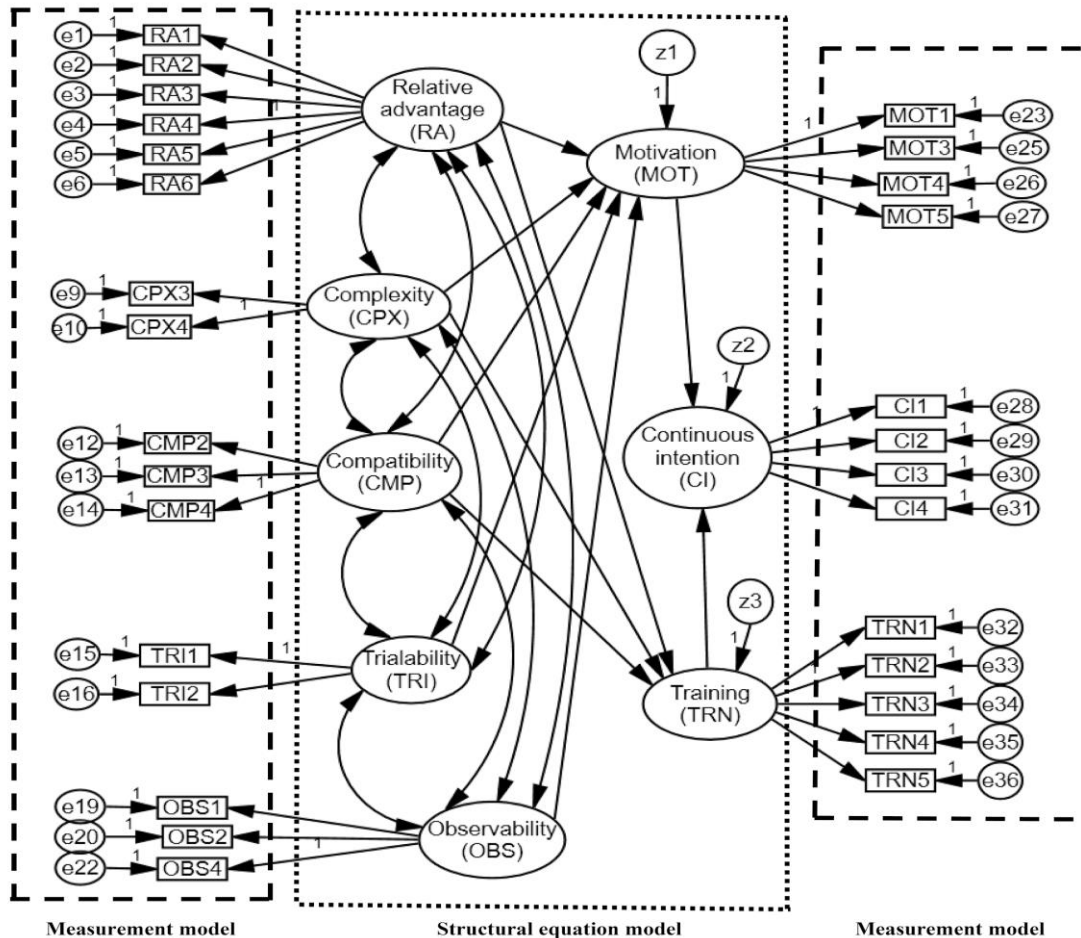 e1 1 RA1
e2 1 RA2
e3 1 RA3
e4 1 RA4 1
e5 1 RA5
e6 1 RA6
Relative
advantage
(RA)
z1
1
Motivation
(MOT)
1 MOT1 1 e23
MOT3 1 e25
MOT4 1 e26
MOT5 1 e27
e9 1 CPX3
e10 1 CPX4 1
Complexity
(CPX)
z2
1
e12 1 CMP2
e13 1 CMP3
e14 1 CMP4 1
Compatibility
(CMP)
Continuous
intention
(CI)
1 CI1 1 e28
CI2 1 e29
CI3 1 e30
CI4 1 e31
e15 1 TRI1 1
e16 1 TRI2
Trialability
(TRI)
z3
1
Training
(TRN)
1 TRN1 1 e32
TRN2 1 e33
TRN3 1 e34
TRN4 1 e35
TRN5 1 e36
e19 1 OBS1
e20 1 OBS2
e22 1 OBS4 1
Observability
(OBS)
Measurement model
Structural equation model
Measurement model